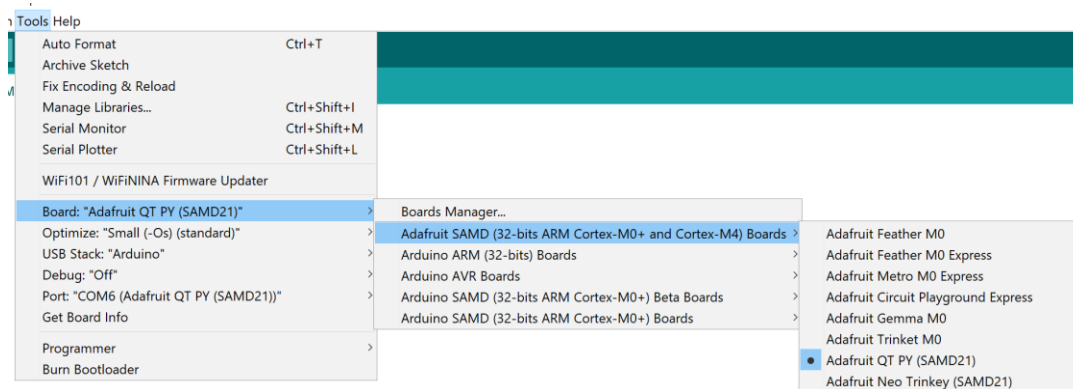 Tools Help
Auto Format Ctrl+T
Archive Sketch
Fix Encoding & Reload
Manage Libraries... Ctrl+Shift+I
Serial Monitor Ctrl+Shift+M
Serial Plotter Ctrl+Shift+L
WiFi101 / WiFiNINA Firmware Updater
Board: "Adafruit QT PY (SAMD21)"
Optimize: "Small (-Os) (standard)"
USB Stack: "Arduino"
Debug: "Off"
Port: "COM6 (Adafruit QT PY (SAMD21))"
Get Board Info
Programmer
Burn Bootloader
Boards Manager...
Adafruit SAMD (32-bits ARM Cortex-M0+ and Cortex-M4) Boards
Arduino ARM (32-bits) Boards
Arduino AVR Boards
Arduino SAMD (32-bits ARM Cortex-M0+) Beta Boards
Arduino SAMD (32-bits ARM Cortex-M0+) Boards
Adafruit Feather M0
Adafruit Feather M0 Express
Adafruit Metro M0 Express
Adafruit Circuit Playground Express
Adafruit Gemma M0
Adafruit Trinket M0
Adafruit QT PY (SAMD21)
Adafruit Neo Trinkey (SAMD21)